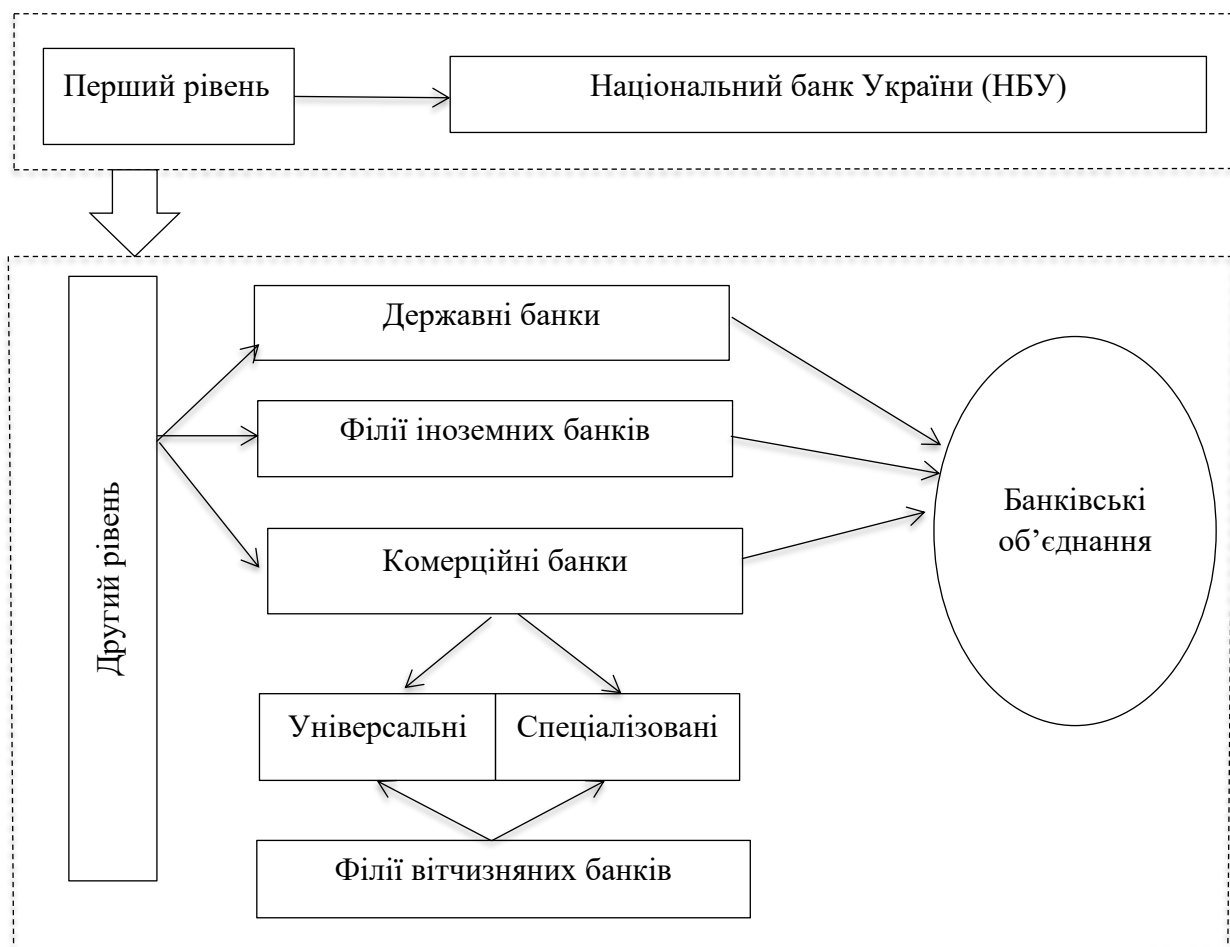 Перший рівень
Національний банк України (НБУ)
Другий рівень
Державні банки
Філії іноземних банків
Комерційні банки
Універсальні
Спеціалізовані
Філії вітчизняних банків
Банківські
об’єднання